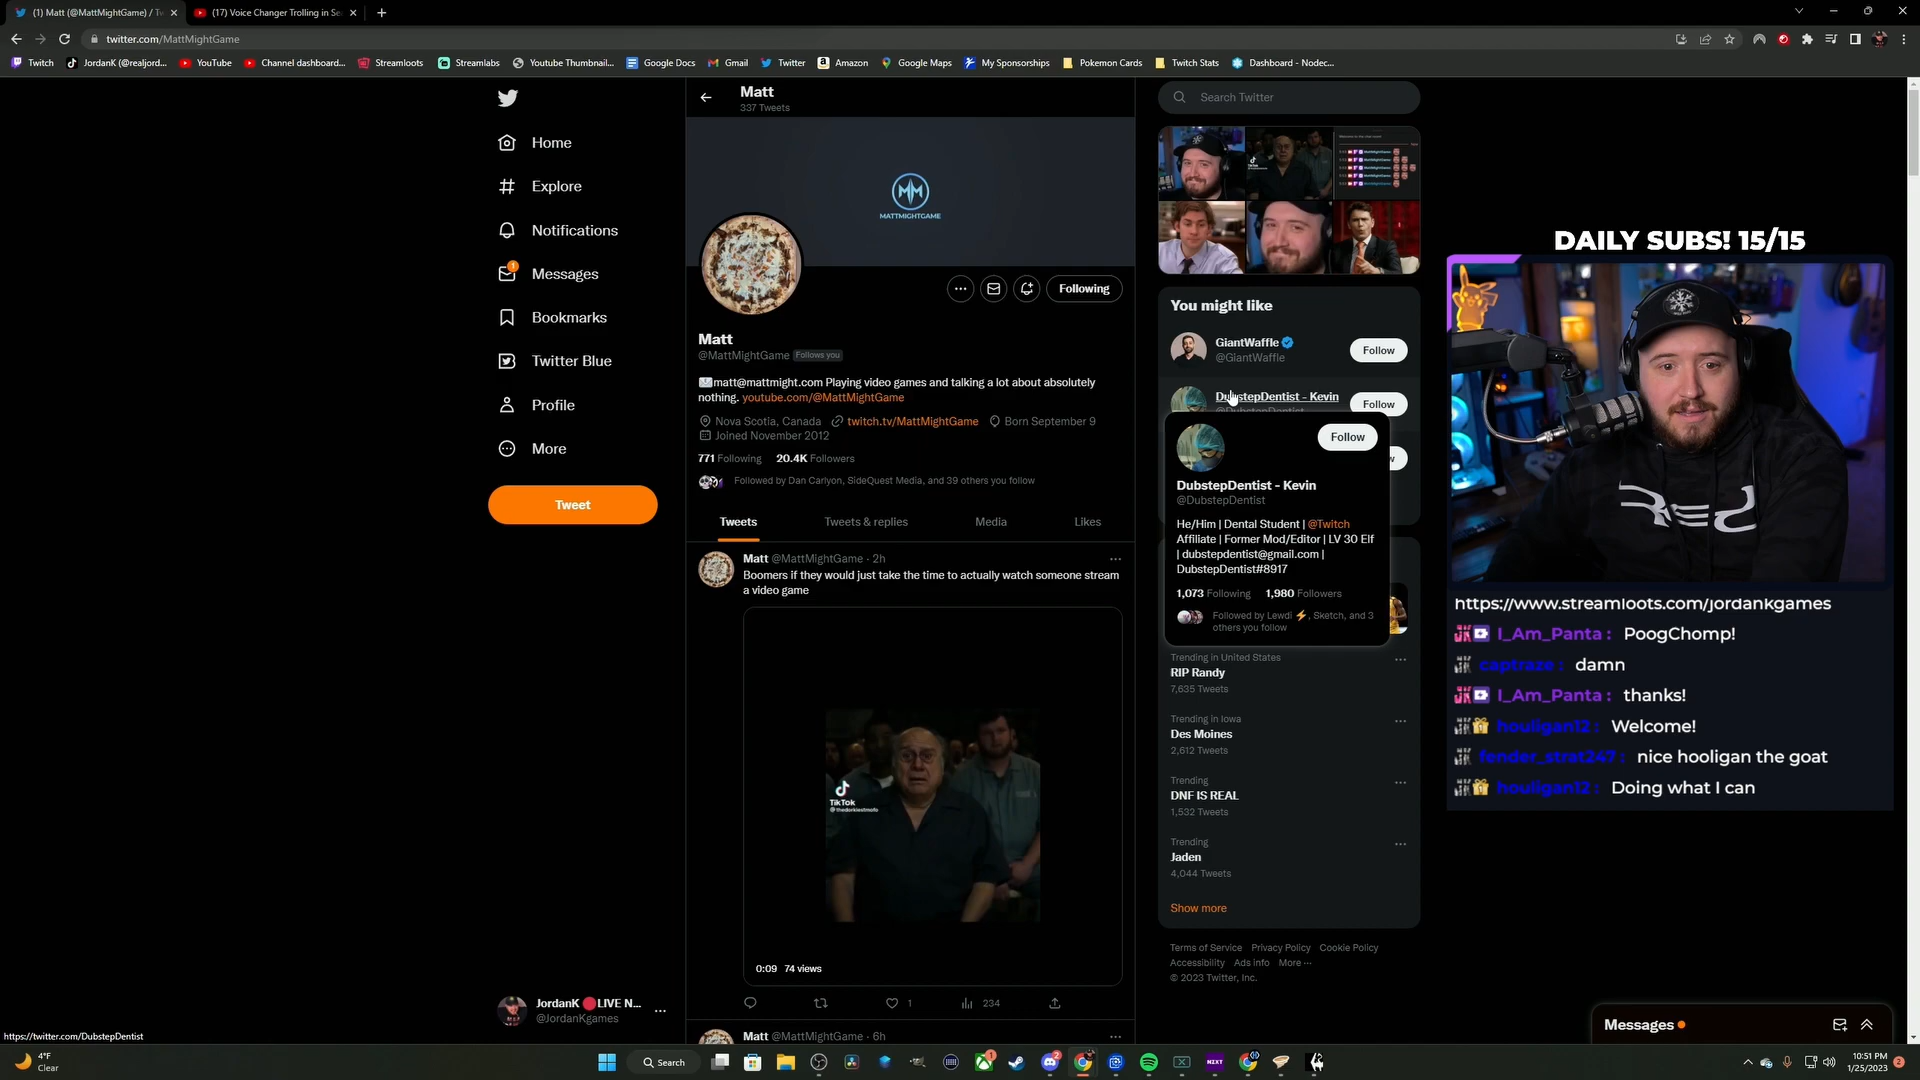 (1) Matt (@MattMightGame) / Tw
(17) Voice Changer Trolling in Se
twitter.com/MattMightGame
Twitch
JordanK (@realjord...
YouTube
Channel dashboard...
Streamloots
Streamlabs
Youtube Thumbnail...
Google Docs
Gmail
Twitter
Amazon
Google Maps
My Sponsorships
Pokemon Cards
Twitch Stats
Dashboard - Nodec...
Home
Explore
Notifications
1
Messages
Bookmarks
Twitter Blue
Profile
More
Tweet
JordanK 🔴LIVE N...
@JordanKgames
https://twitter.com/DubstepDentist
Matt
337 Tweets
MATTMIGHTGAME
Following
Matt
@MattMightGame Follows you
matt@mattmight.com Playing video games and talking a lot about absolutely
nothing. youtube.com/@MattMightGame
Nova Scotia, Canada twitch.tv/MattMightGame Born September 9
Joined November 2012
771 Following 20.4K Followers
Followed by Dan Carlyon, SideQuest Media, and 39 others you follow
Tweets
Tweets & replies
Media
Likes
Matt @MattMightGame · 2h
Boomers if they would just take the time to actually watch someone stream
a video game
TikTok
@thedorkiestmofo
0:09 74 views
1
234
Matt @MattMightGame · 6h
Search Twitter
You might like
GiantWaffle
@GiantWaffle
Follow
DubstepDentist - Kevin
@DubstepDentist
Follow
Follow
DubstepDentist - Kevin
@DubstepDentist
He/Him | Dental Student | @Twitch
Affiliate | Former Mod/Editor | LV 30 Elf
| dubstepdentist@gmail.com |
DubstepDentist#8917
1,073 Following 1,980 Followers
Followed by Lewdi ⚡, Sketch, and 3
others you follow
Trending in United States
RIP Randy
7,635 Tweets
Trending in Iowa
Des Moines
2,612 Tweets
Trending
DNF IS REAL
1,532 Tweets
Trending
Jaden
4,044 Tweets
Show more
Terms of Service Privacy Policy Cookie Policy
Accessibility Ads info More ···
© 2023 Twitter, Inc.
DAILY SUBS! 15/15
https://www.streamloots.com/jordankgames
I_Am_Panta : PoogChomp!
captraze : damn
I_Am_Panta : thanks!
houligan12 : Welcome!
fender_strat247 : nice hooligan the goat
houligan12 : Doing what I can
Messages
4°F
Clear
Search
1
2
NZXT
10:51 PM
1/25/2023
2